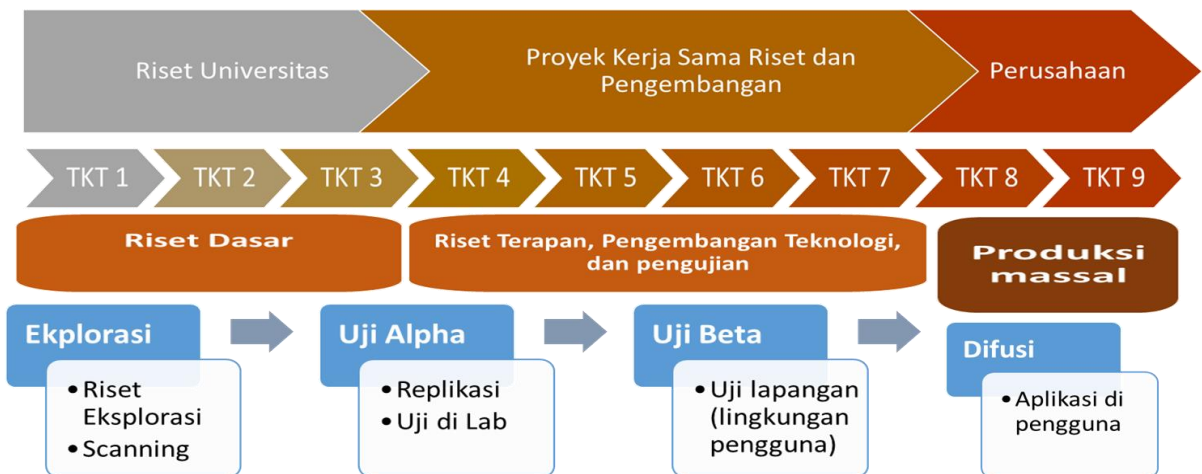 Riset Universitas
Proyek Kerja Sama Riset dan
Pengembangan
Perusahaan
TKT 1
TKT 2
TKT 3
TKT 4
TKT 5
TKT 6
TKT 7
TKT 8
TKT 9
Riset Dasar
Riset Terapan, Pengembangan Teknologi,
dan pengujian
Produksi
massal
Ekplorasi
• Riset
Eksplorasi
• Scanning
Uji Alpha
• Replikasi
• Uji di Lab
Uji Beta
• Uji lapangan
(lingkungan
pengguna)
Difusi
• Aplikasi di
pengguna